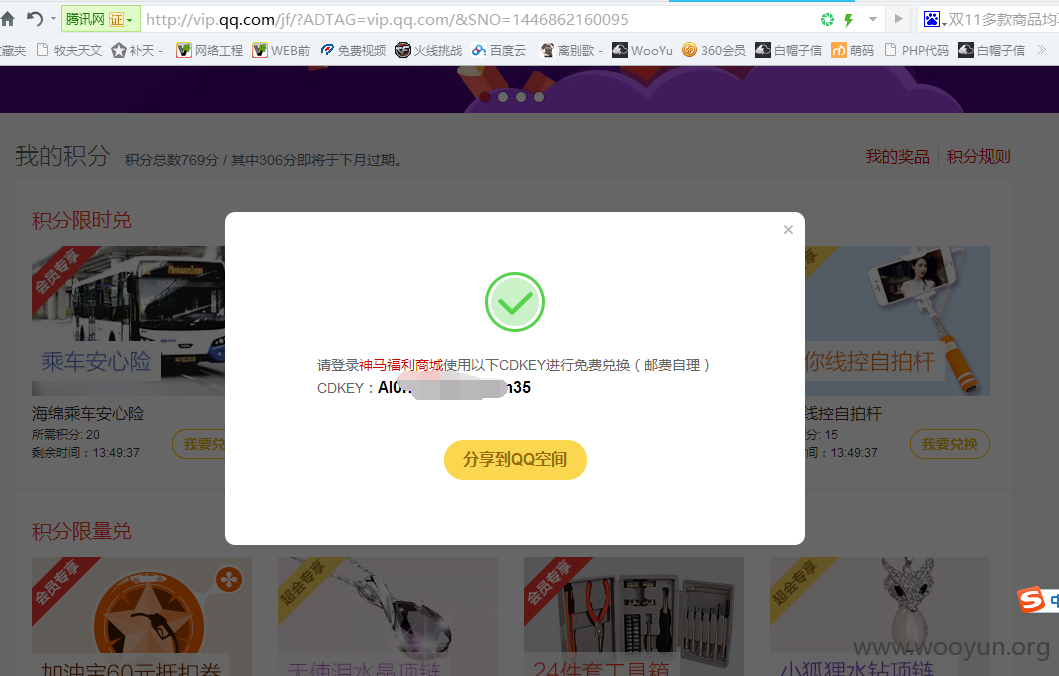 腾讯网 证
http://vip.qq.com/jf/?ADTAG=vip.qq.com/&SNO=1446862160095
双11多款商品均
收藏夹 牧夫天文 补天 - 网络工程 WEB前 免费视频 火线挑战 百度云 离别歌 - WooYu 360会员 白帽子信 萌码 PHP代码 白帽子信
我的积分 积分总数769分 / 其中306分即将于下月过期。
我的奖品 积分规则
积分限时兑
会员专享
乘车安心险
海绵乘车安心险
所需积分: 20
剩余时间：13:49:37
我要兑
×
请登录神马福利商城使用以下CDKEY进行免费兑换（邮费自理）
CDKEY：
分享到QQ空间
你线控自拍杆
线控自拍杆
分: 15
间：13:49:37
我要兑换
积分限量兑
会员专享
加油宝60元抵扣券
超会专享
天使泪水晶项链
会员专享
24件套工具箱
超会专享
小狐狸水钻项链
S 中
www.wooyun.org